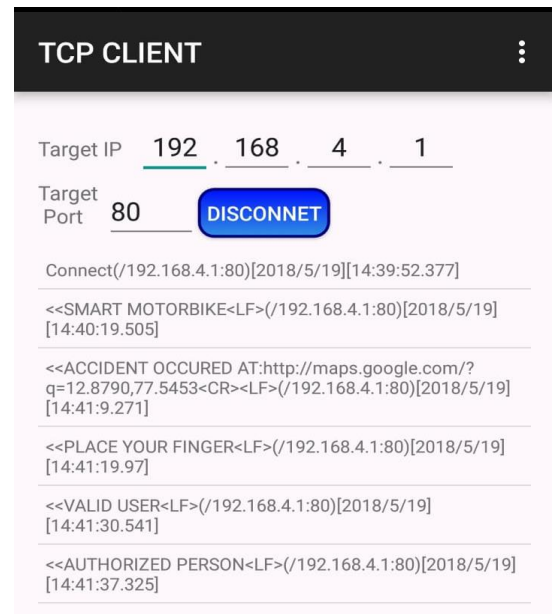 TCP CLIENT
Target IP 192 . 168 . 4 . 1
Target
Port 80 DISCONNET
Connect(/192.168.4.1:80)[2018/5/19][14:39:52.377]
<<SMART MOTORBIKE<LF>(/192.168.4.1:80)[2018/5/19]
[14:40:19.505]
<<ACCIDENT OCCURED AT:http://maps.google.com/?
q=12.8790,77.5453<CR><LF>(/192.168.4.1:80)[2018/5/19]
[14:41:9.271]
<<PLACE YOUR FINGER<LF>(/192.168.4.1:80)[2018/5/19]
[14:41:19.97]
<<VALID USER<LF>(/192.168.4.1:80)[2018/5/19]
[14:41:30.541]
<<AUTHORIZED PERSON<LF>(/192.168.4.1:80)[2018/5/19]
[14:41:37.325]